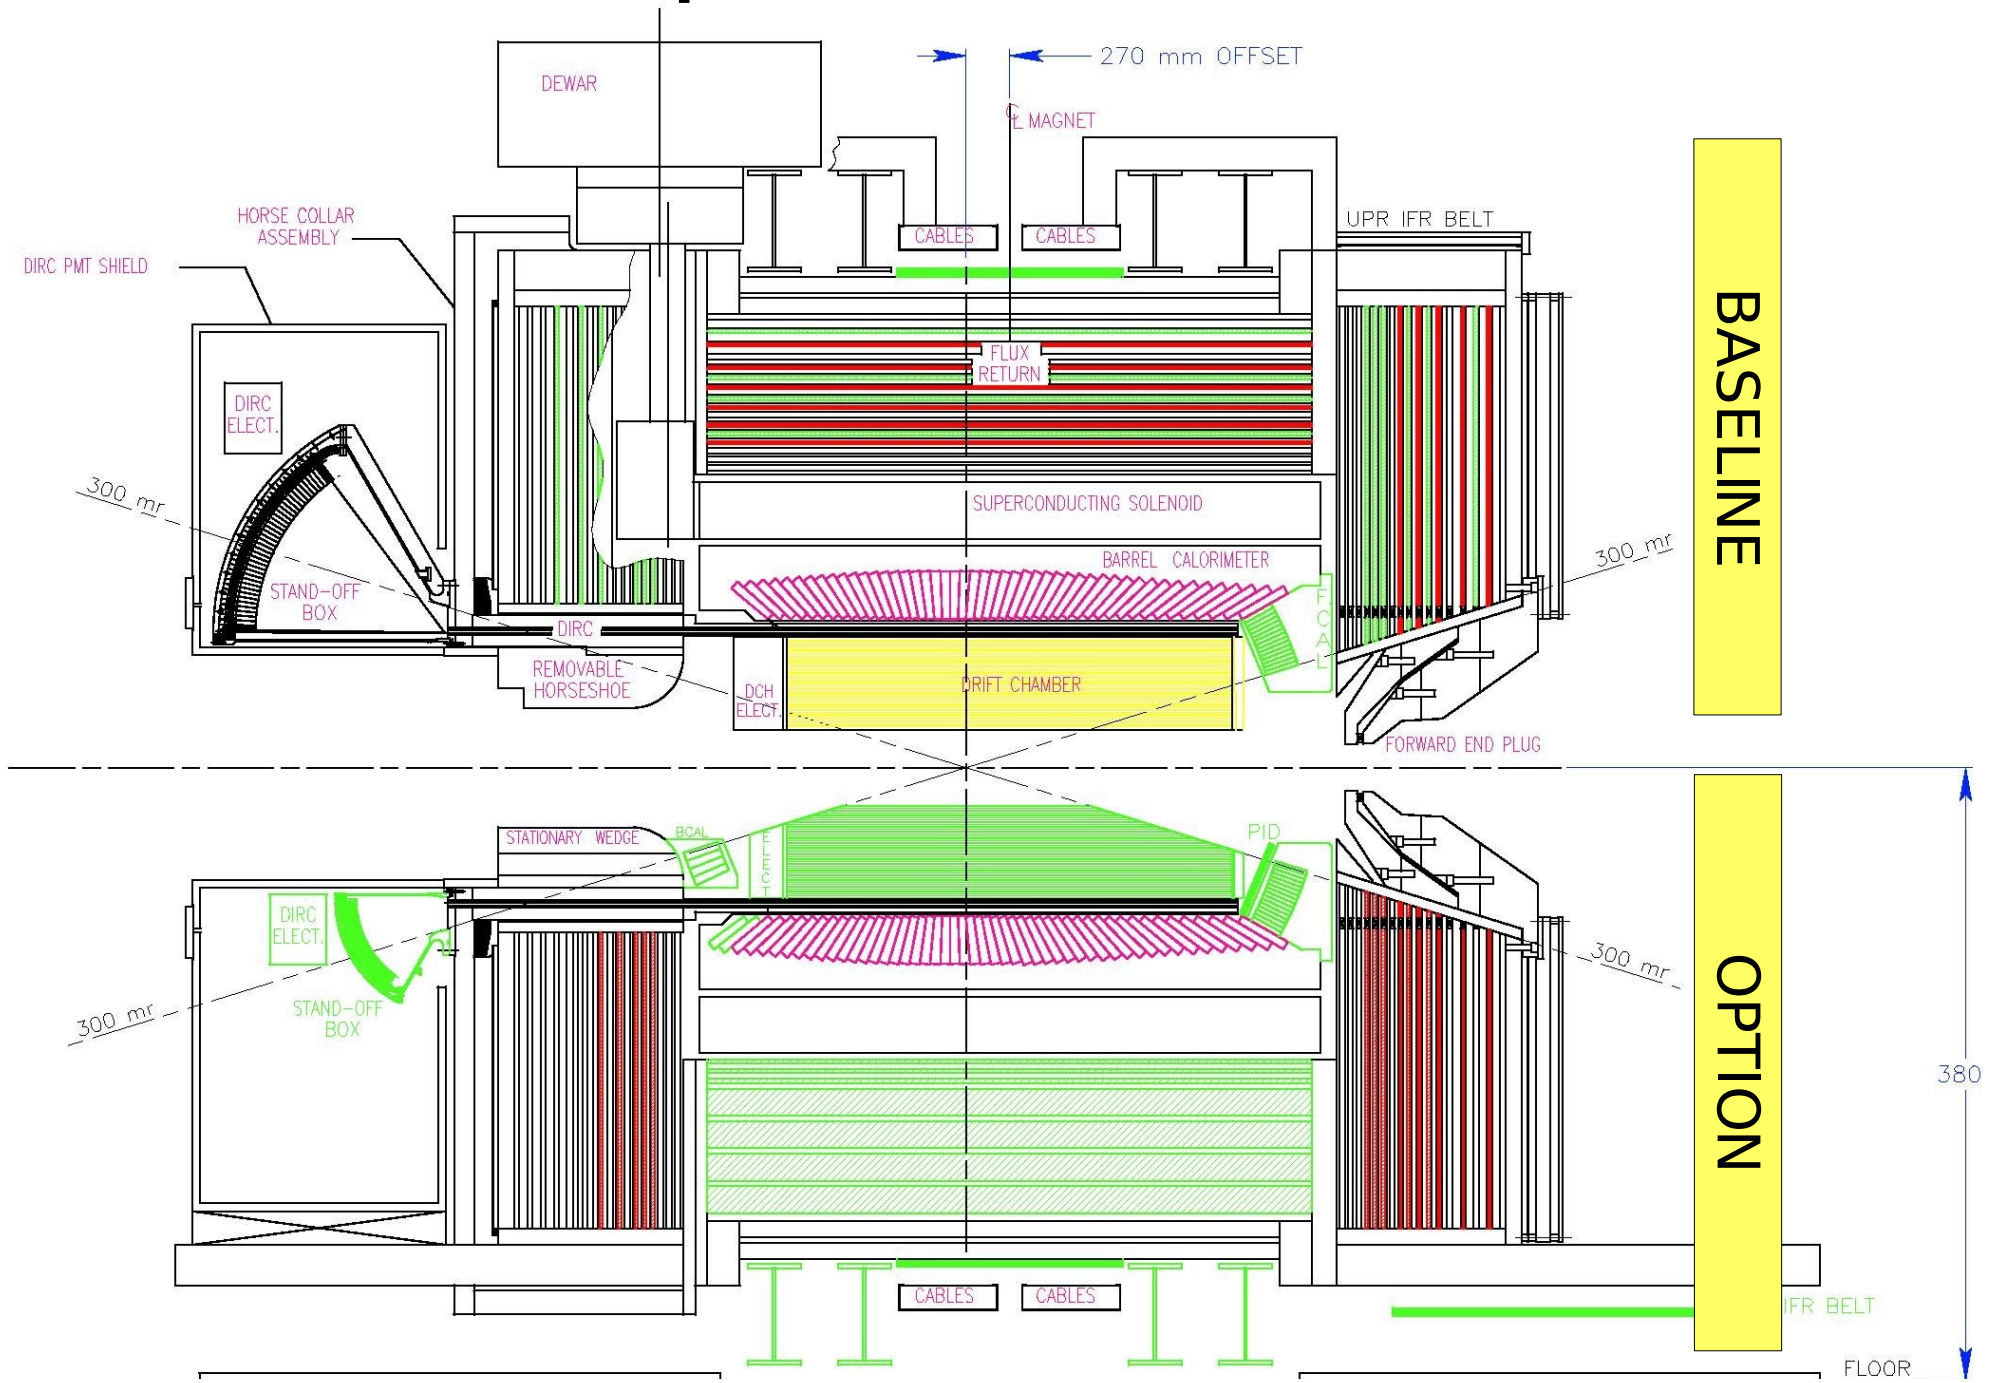 270 mm OFFSET
DEWAR
℄ MAGNET
HORSE COLLAR
ASSEMBLY
UPR IFR BELT
CABLES
CABLES
DIRC PMT SHIELD
FLUX
RETURN
DIRC
ELECT.
BASELINE
300 mr
SUPERCONDUCTING SOLENOID
300 mr
BARREL CALORIMETER
STAND-OFF
BOX
FCAL
DIRC
REMOVABLE
HORSESHOE
DCH
ELECT.
DRIFT CHAMBER
FORWARD END PLUG
STATIONARY WEDGE
BCAL
ELECT
PID
DIRC
ELECT.
300 mr
STAND-OFF
BOX
300 mr
OPTION
380
CABLES
CABLES
IFR BELT
FLOOR